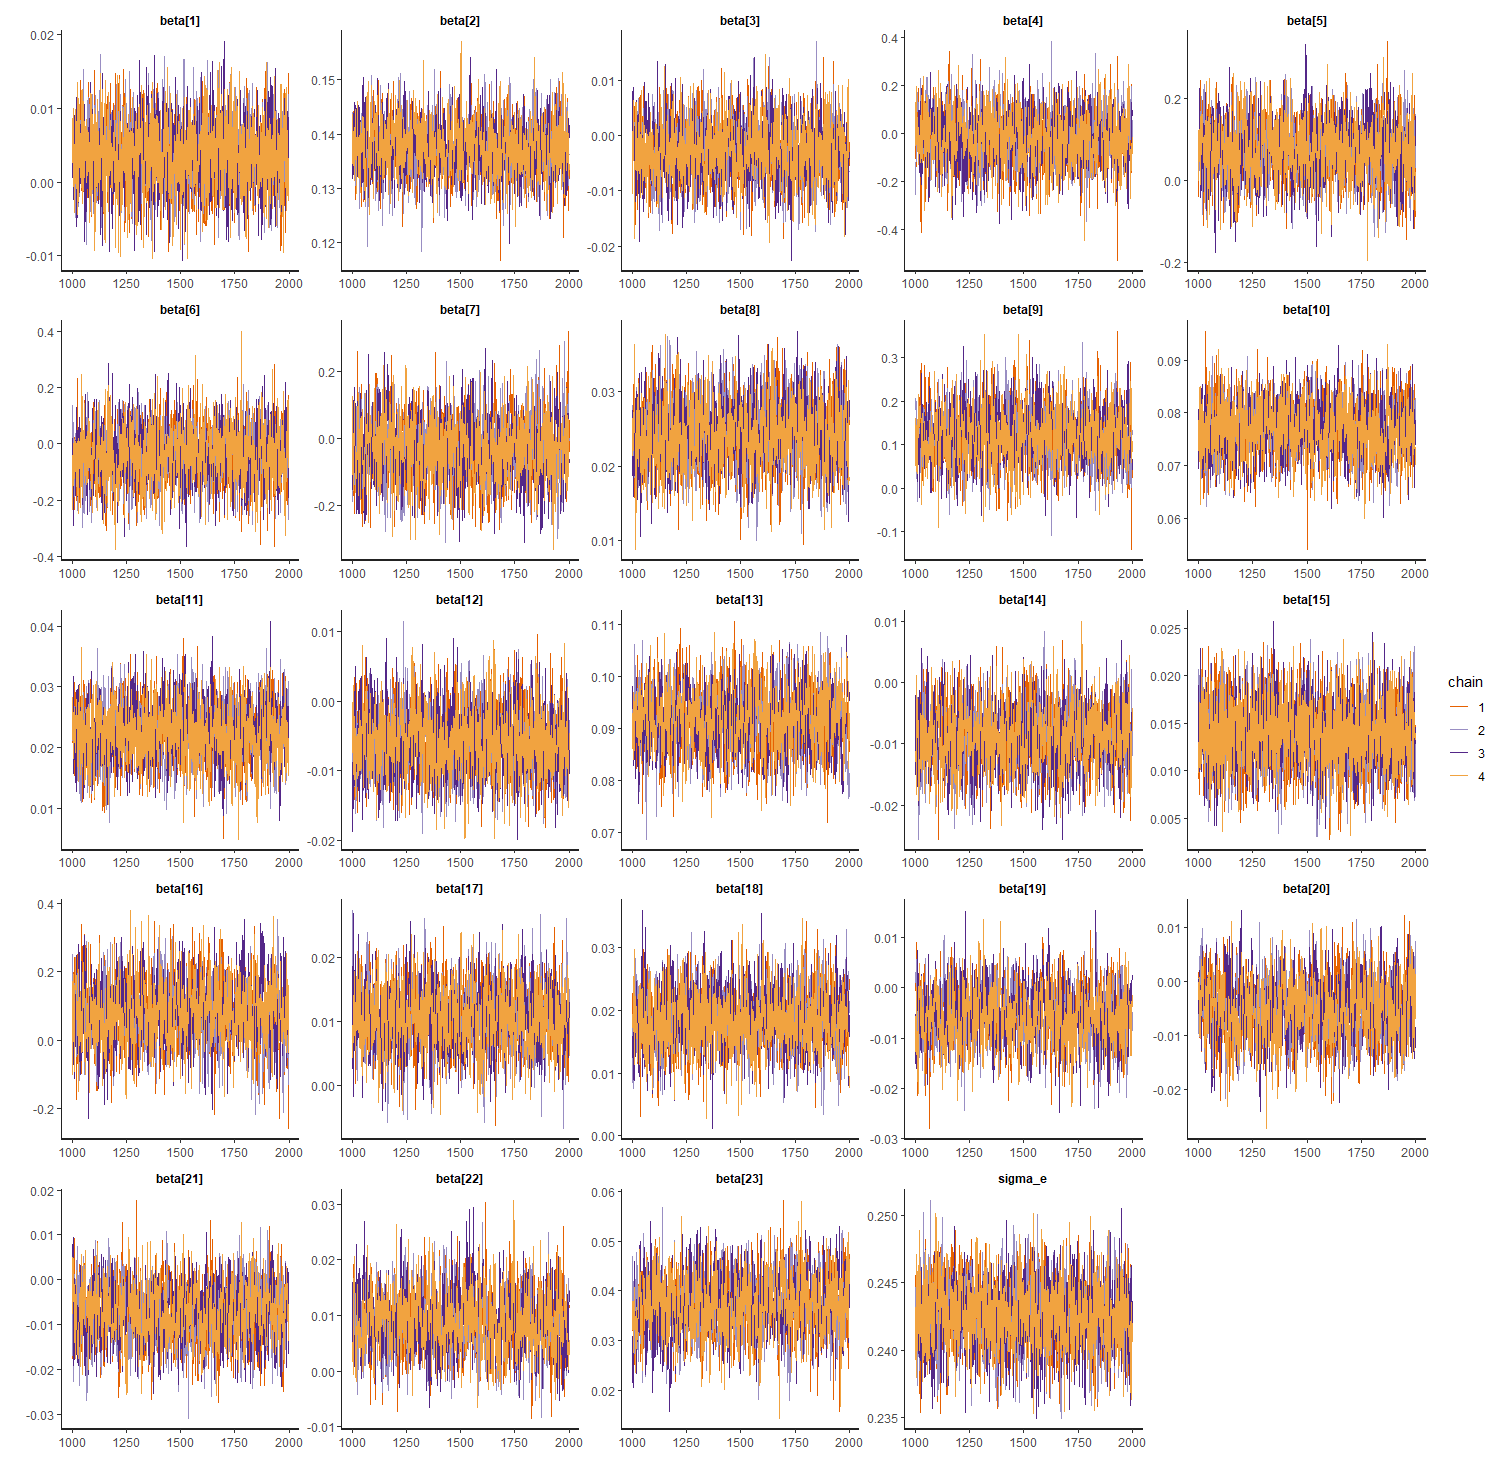 beta[1] beta[2] beta[3] beta[4] beta[5]
0.02 0.01 0.00 -0.01
0.15 0.14 0.13 0.12
0.01 0.00 -0.01 -0.02
0.4 0.2 0.0 -0.2 -0.4
0.2 0.0 -0.2
1000 1250 1500 1750 2000 1000 1250 1500 1750 2000 1000 1250 1500 1750 2000 1000 1250 1500 1750 2000 1000 1250 1500 1750 2000
beta[6] beta[7] beta[8] beta[9] beta[10]
0.4 0.2 0.0 -0.2 -0.4
0.2 0.0 -0.2
0.03 0.02 0.01
0.3 0.2 0.1 0.0 -0.1
0.09 0.08 0.07 0.06
1000 1250 1500 1750 2000 1000 1250 1500 1750 2000 1000 1250 1500 1750 2000 1000 1250 1500 1750 2000 1000 1250 1500 1750 2000
beta[11] beta[12] beta[13] beta[14] beta[15]
0.04 0.03 0.02 0.01
0.01 0.00 -0.01 -0.02
0.11 0.10 0.09 0.08 0.07
0.01 0.00 -0.01 -0.02
0.025 0.020 0.015 0.010 0.005
1000 1250 1500 1750 2000 1000 1250 1500 1750 2000 1000 1250 1500 1750 2000 1000 1250 1500 1750 2000 1000 1250 1500 1750 2000
chain
1
2
3
4
beta[16] beta[17] beta[18] beta[19] beta[20]
0.4 0.2 0.0 -0.2
0.02 0.01 0.00
0.03 0.02 0.01 0.00
0.01 0.00 -0.01 -0.02 -0.03
0.01 0.00 -0.01 -0.02
1000 1250 1500 1750 2000 1000 1250 1500 1750 2000 1000 1250 1500 1750 2000 1000 1250 1500 1750 2000 1000 1250 1500 1750 2000
beta[21] beta[22] beta[23] sigma_e
0.02 0.01 0.00 -0.01 -0.02 -0.03
0.03 0.02 0.01 0.00 -0.01
0.06 0.05 0.04 0.03 0.02
0.250 0.245 0.240 0.235
1000 1250 1500 1750 2000 1000 1250 1500 1750 2000 1000 1250 1500 1750 2000 1000 1250 1500 1750 2000